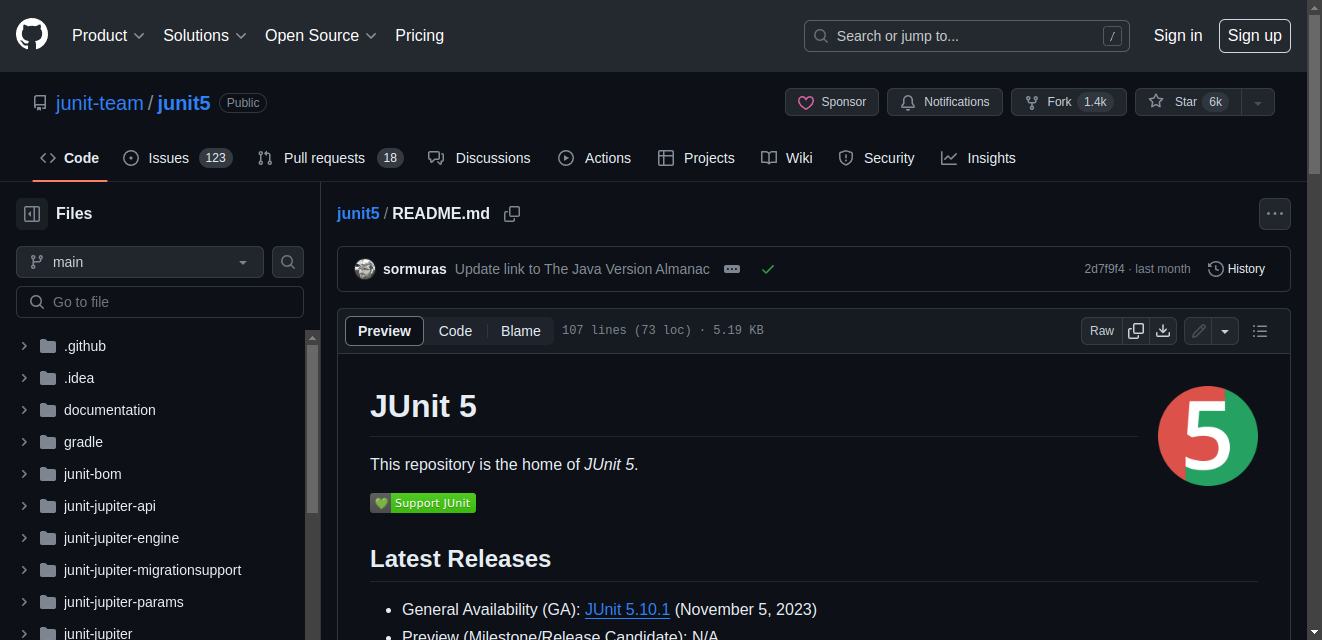 Product Solutions Open Source Pricing Search or jump to... / Sign in Sign up
junit-team / junit5 Public Sponsor Notifications Fork 1.4k Star 6k
Code Issues 123 Pull requests 18 Discussions Actions Projects Wiki Security Insights
Files
main
Go to file
.github
.idea
documentation
gradle
junit-bom
junit-jupiter-api
junit-jupiter-engine
junit-jupiter-migrationsupport
junit-jupiter-params
junit-jupiter
junit5 / README.md
sormuras Update link to The Java Version Almanac 2d7f9f4 · last month History
Preview Code Blame 107 lines (73 loc) · 5.19 KB Raw
JUnit 5
5
This repository is the home of JUnit 5.
Support JUnit
Latest Releases
• General Availability (GA): JUnit 5.10.1 (November 5, 2023)
• Preview (Milestone/Release Candidate): N/A